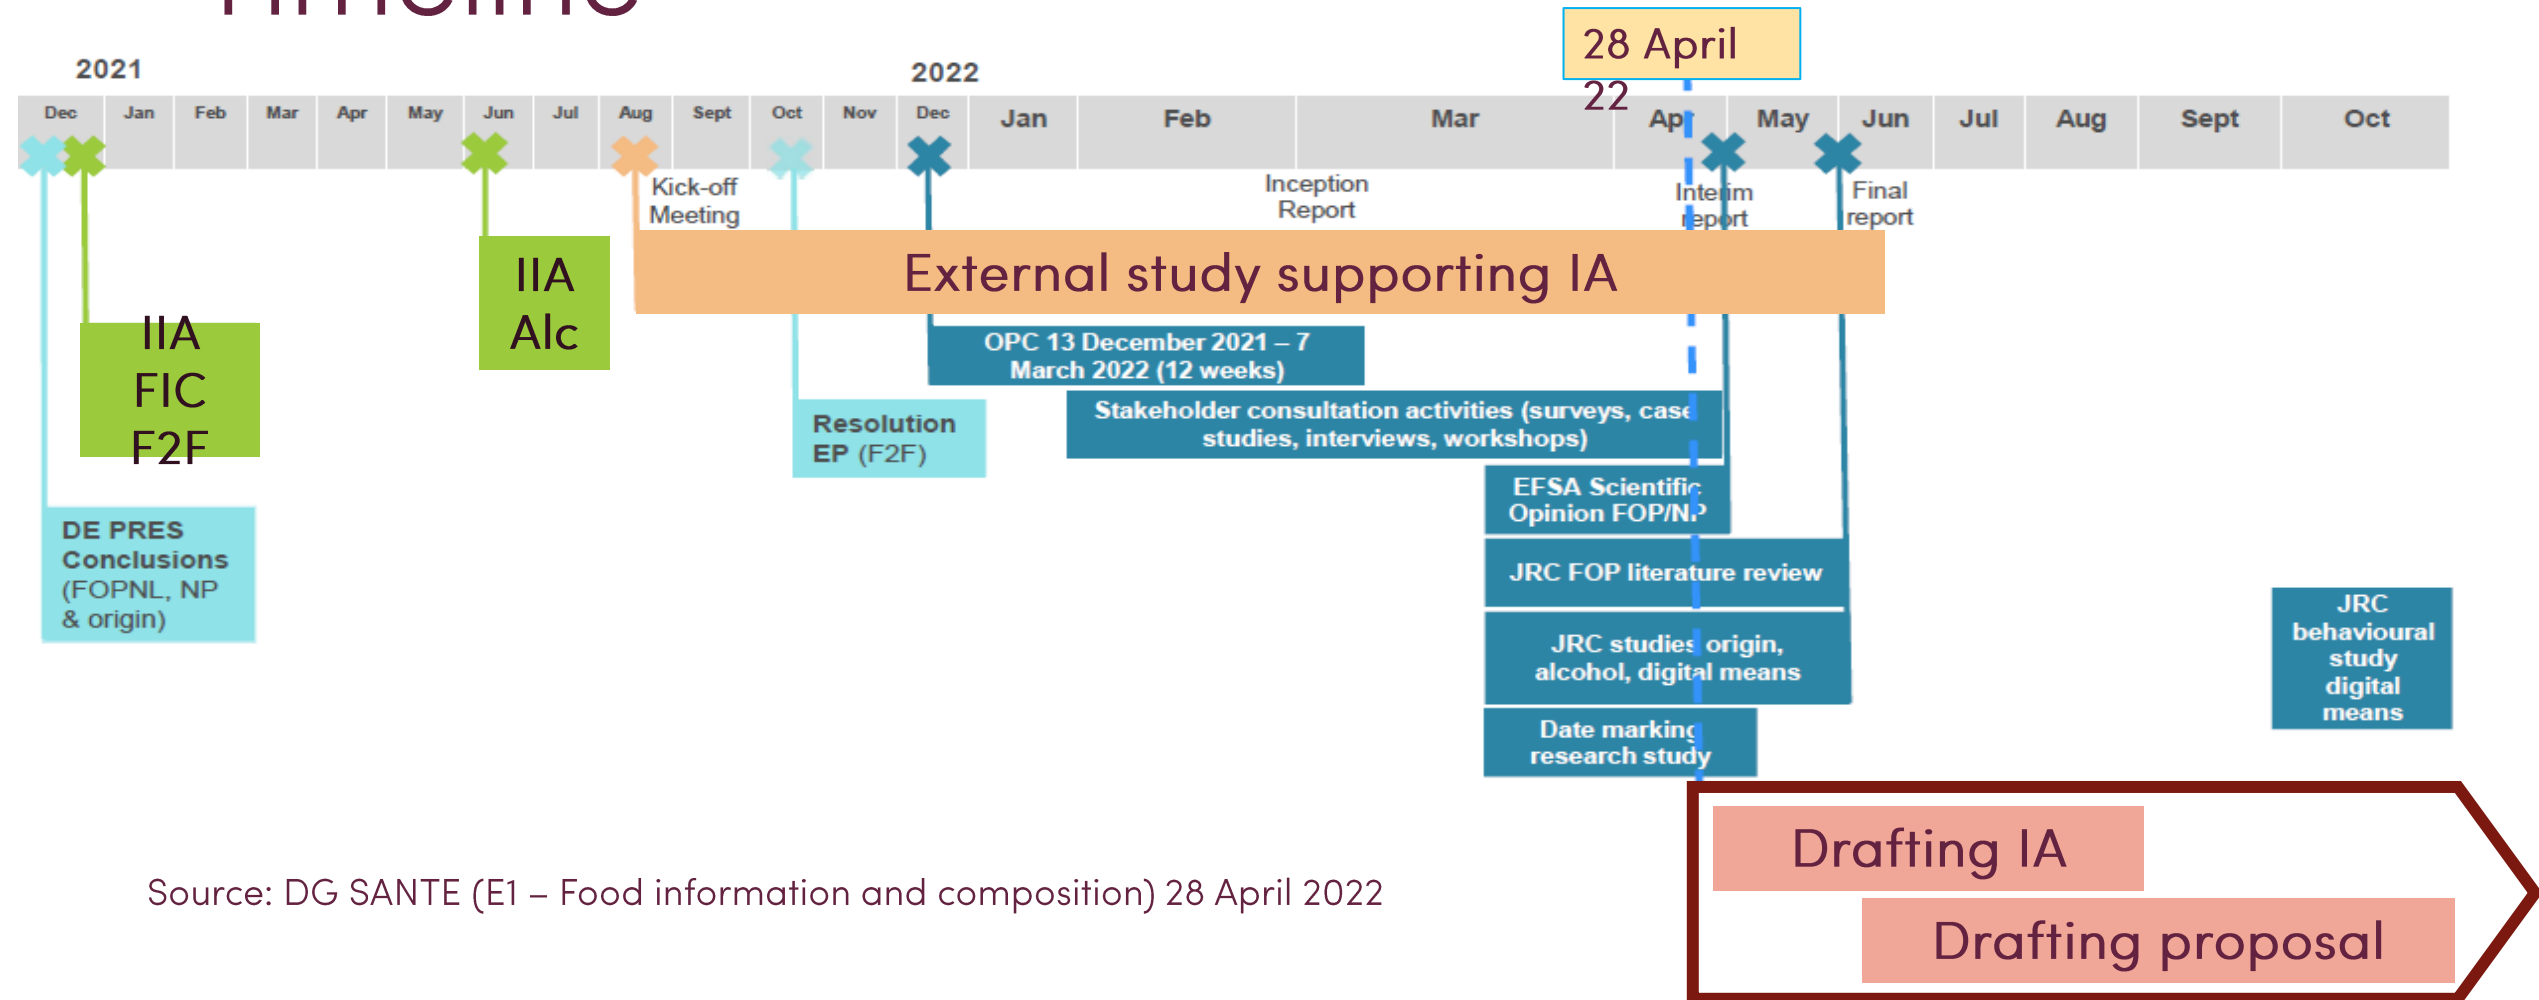 Timeline
28 April
22
2021
2022
Dec Jan Feb Mar Apr May Jun Jul Aug Sept Oct Nov Dec Jan Feb Mar Apr May Jun Jul Aug Sept Oct
Kick-off
Meeting
Inception
Report
Interim
report
Final
report
External study supporting IA
IIA
Alc
IIA
FIC
F2F
OPC 13 December 2021 – 7
March 2022 (12 weeks)
Resolution
EP (F2F)
Stakeholder consultation activities (surveys, case
studies, interviews, workshops)
EFSA Scientific
Opinion FOP/NP
DE PRES
Conclusions
(FOPNL, NP
& origin)
JRC FOP literature review
JRC studies origin,
alcohol, digital means
JRC
behavioural
study
digital
means
Date marking
research study
Drafting IA
Drafting proposal
Source: DG SANTE (E1 – Food information and composition) 28 April 2022